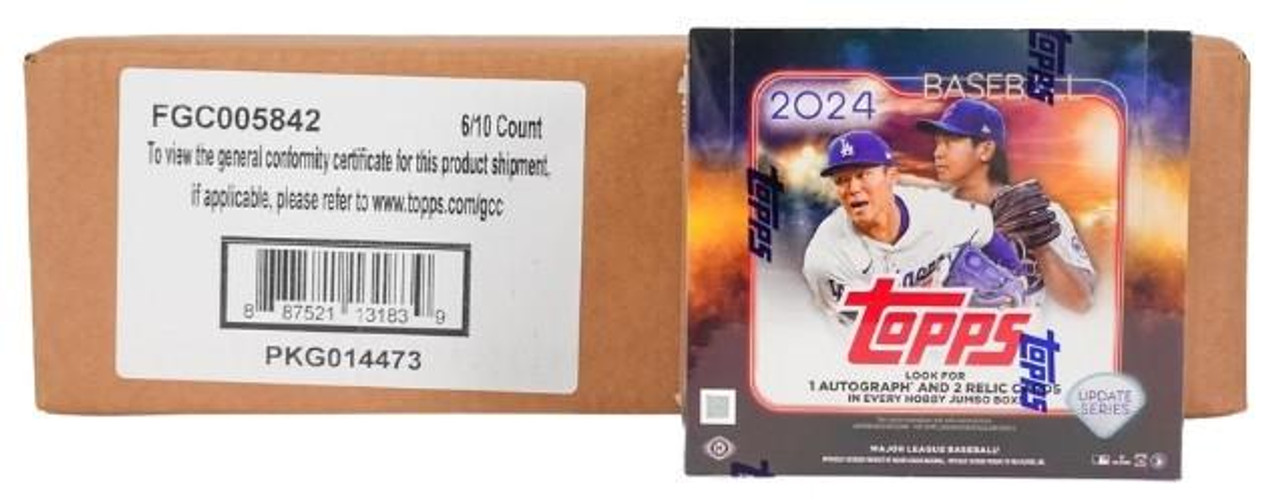 FGC005842
6/10 Count
To view the general conformity certificate for this product shipment,
if applicable, please refer to www.topps.com/gcc
8 87521 13183 9
PKG014473
BASEBALL
2024
topps
topps
LA
topps
LOOK FOR
1 AUTOGRAPH* AND 2 RELIC CARDS
IN EVERY HOBBY JUMBO BOX!
topps
UPDATE
SERIES
MAJOR LEAGUE BASEBALL